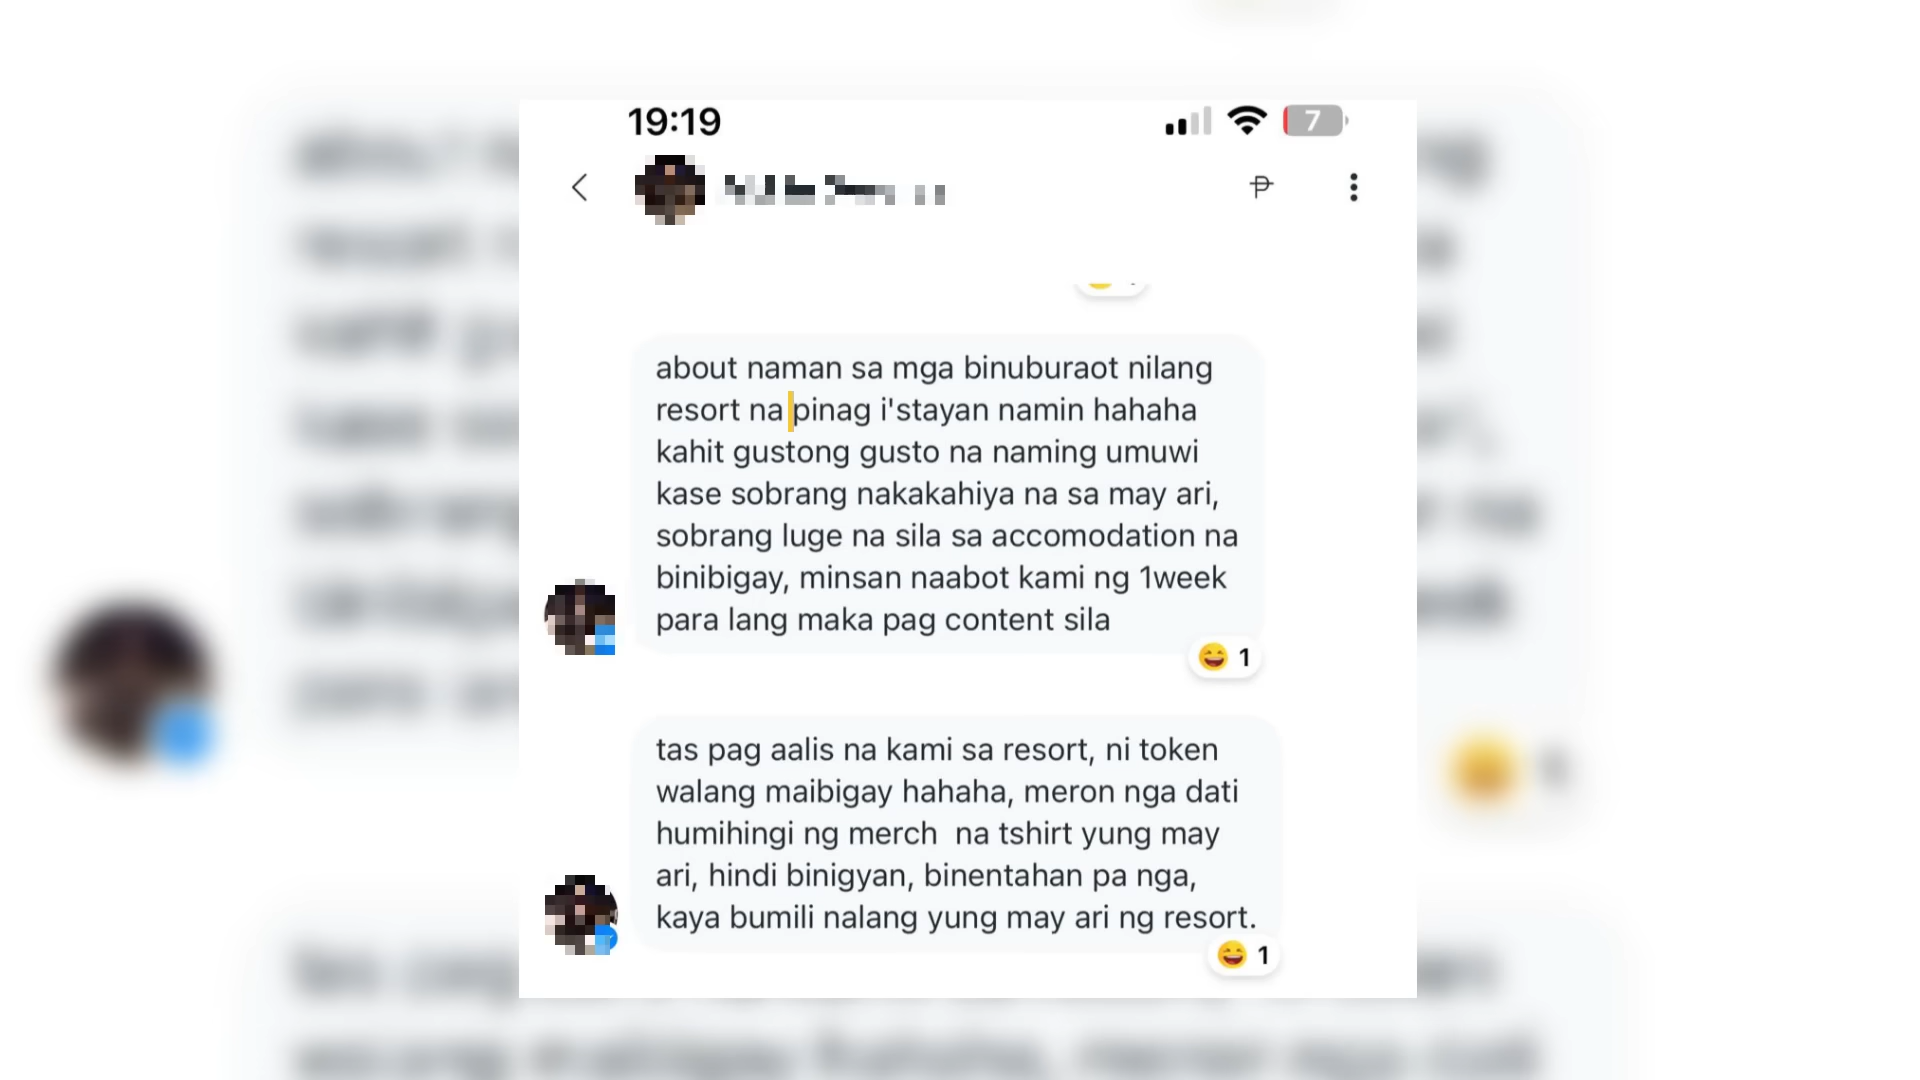 19:19
7
about naman sa mga binuburaot nilang
resort na pinag i'stayan namin hahaha
kahit gustong gusto na naming umuwi
kase sobrang nakakahiya na sa may ari,
sobrang luge na sila sa accomodation na
binibigay, minsan naabot kami ng 1week
para lang maka pag content sila
1
tas pag aalis na kami sa resort, ni token
walang maibigay hahaha, meron nga dati
humihingi ng merch  na tshirt yung may
ari, hindi binigyan, binentahan pa nga,
kaya bumili nalang yung may ari ng resort.
1